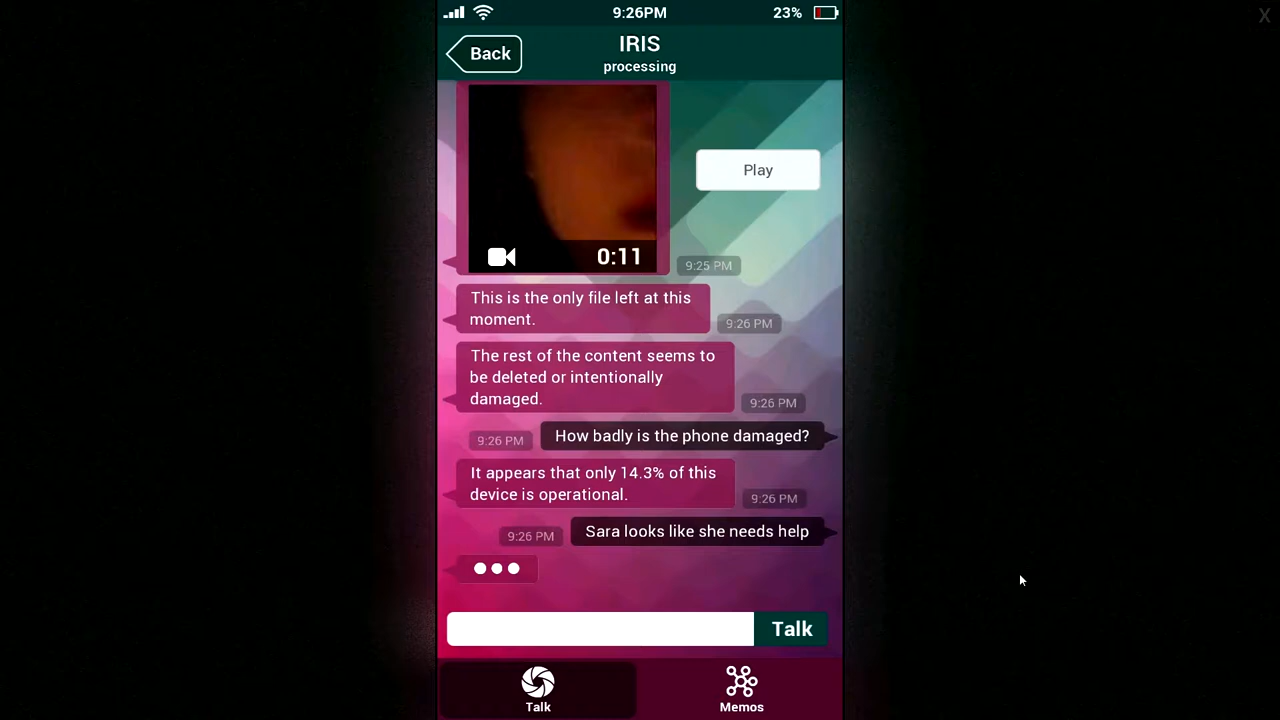 9:26PM
23%
X
Back
IRIS
processing
Play
0:11
9:25 PM
This is the only file left at this
moment.
9:26 PM
The rest of the content seems to
be deleted or intentionally
damaged.
9:26 PM
How badly is the phone damaged?
9:26 PM
It appears that only 14.3% of this
device is operational.
9:26 PM
Sara looks like she needs help
9:26 PM
Talk
Talk
Memos